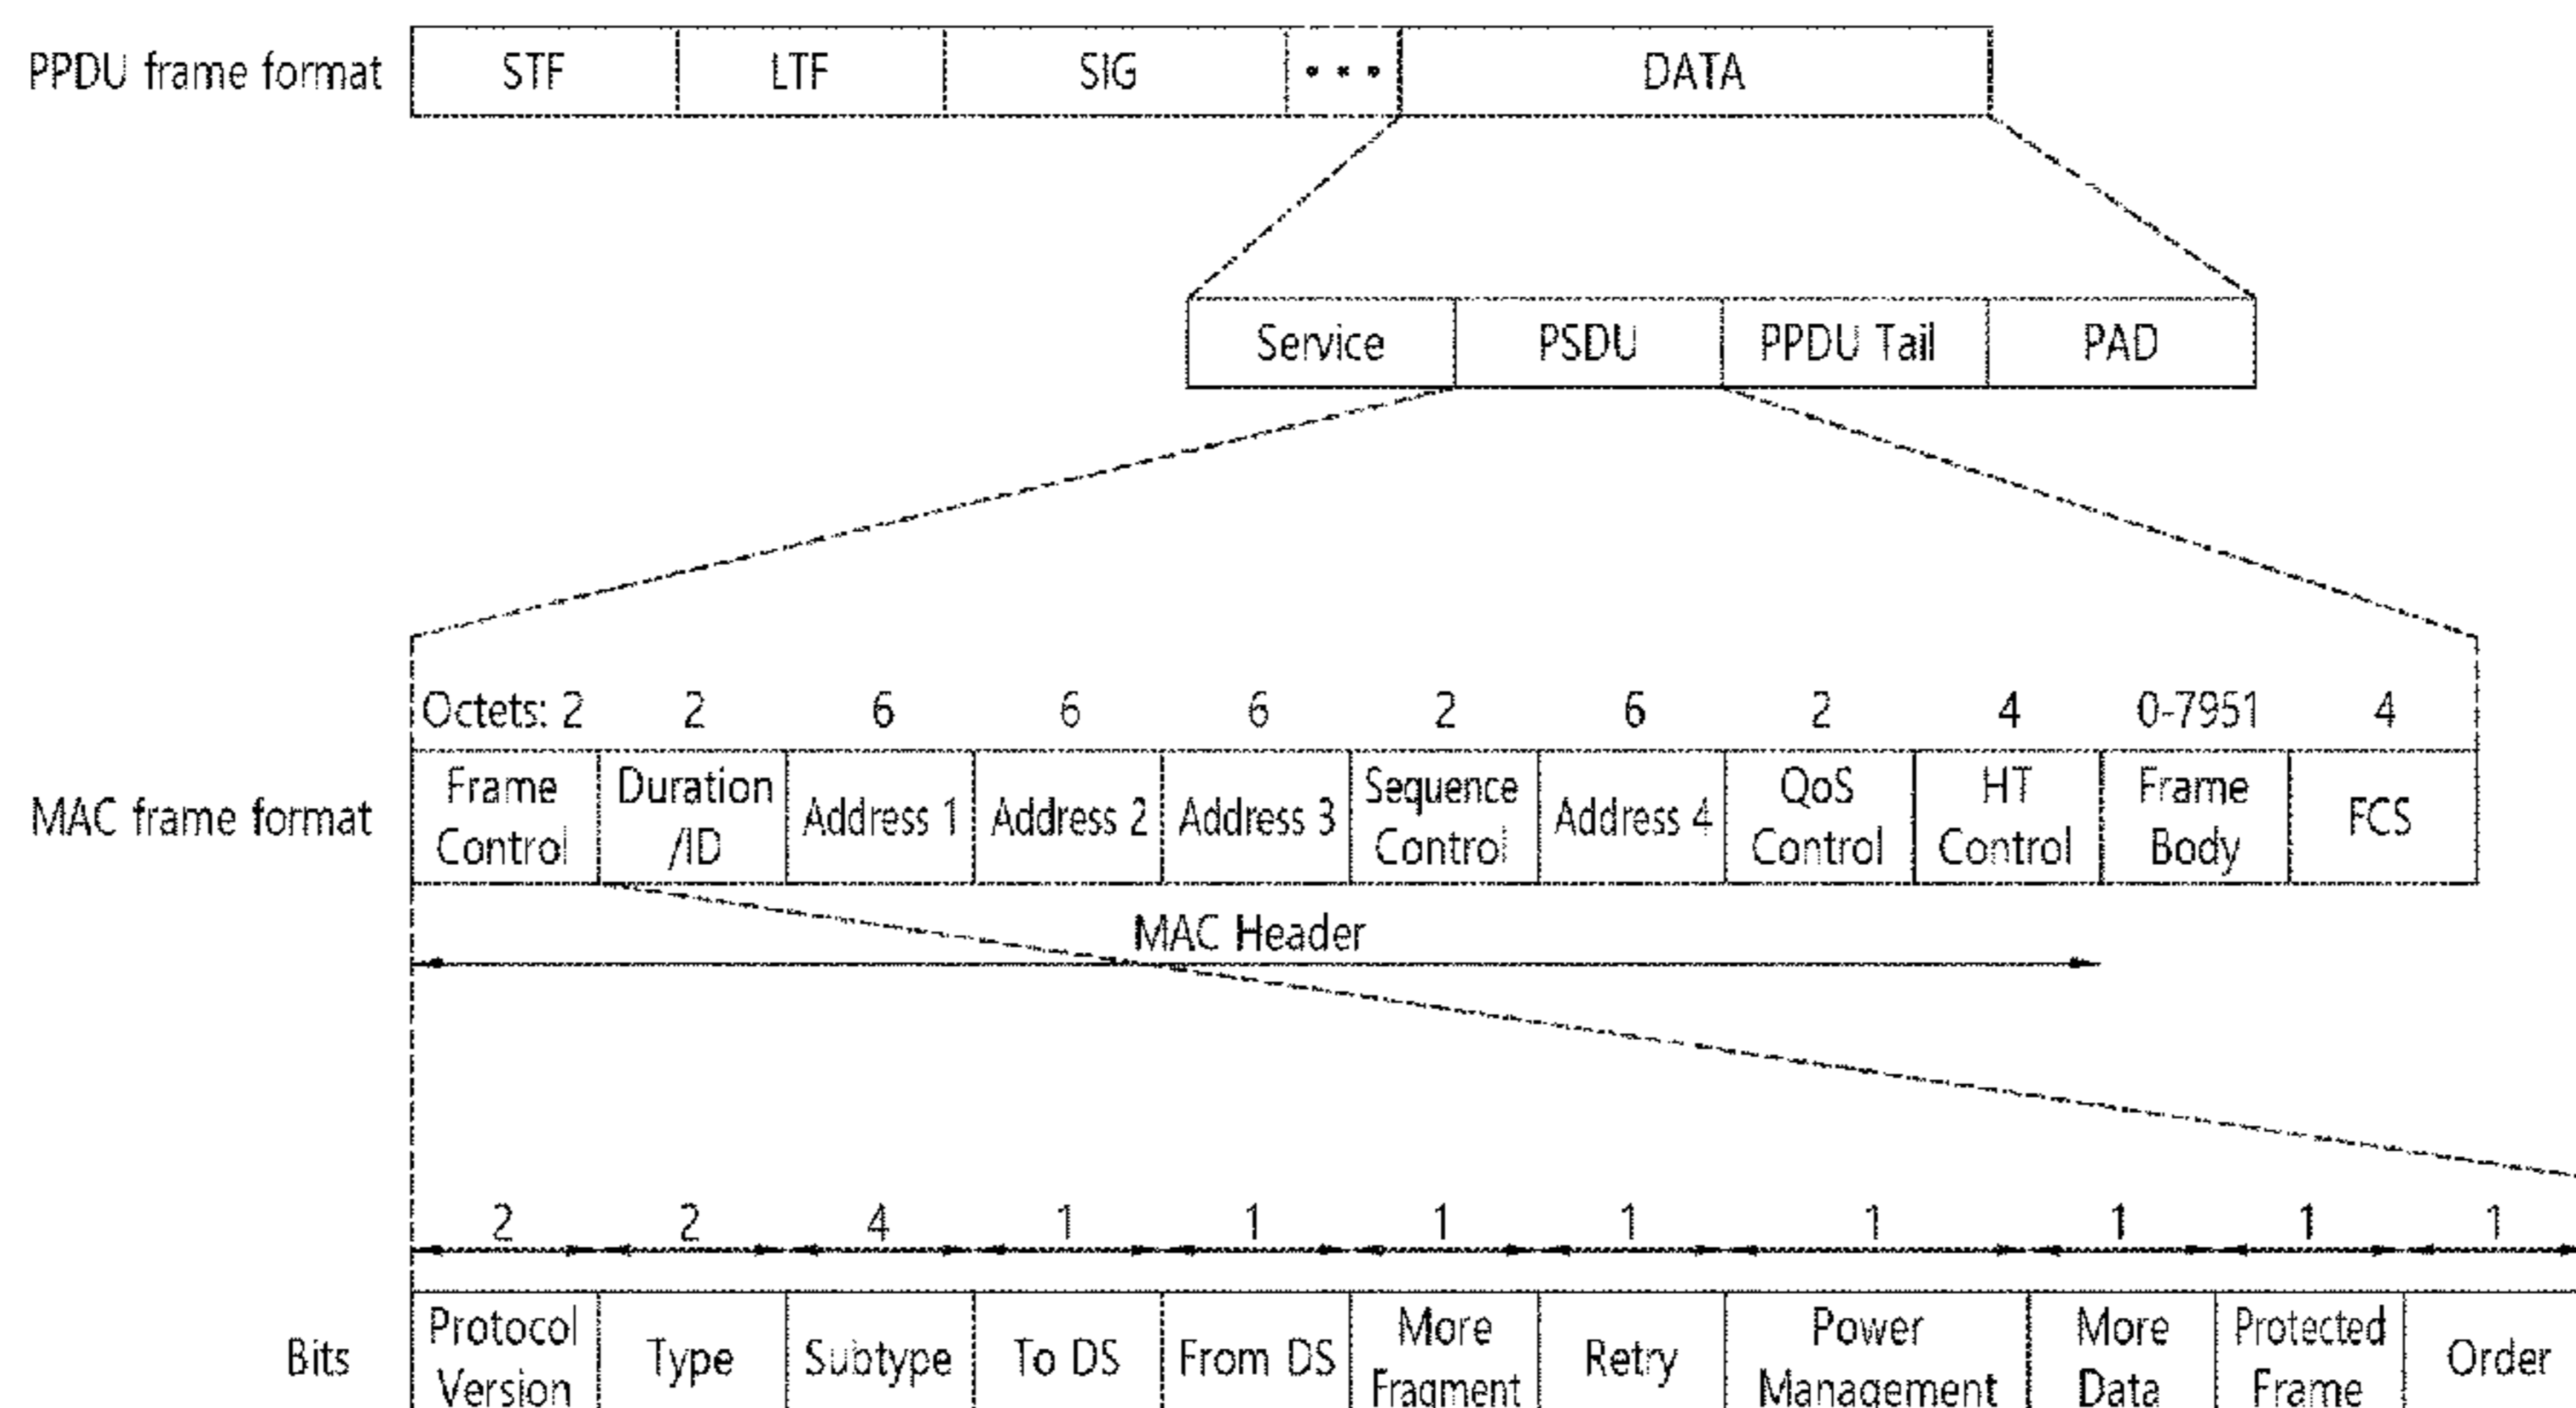 PPDU frame format STF LTF SIG ••• DATA
Service PSDU PPDU Tail PAD
Octets: 2 2 6 6 6 2 6 2 4 0-7951 4
MAC frame format
Frame Control
Duration /ID
Address 1
Address 2
Address 3
Sequence Control
Address 4
QoS Control
HT Control
Frame Body
FCS
MAC Header
2 2 4 1 1 1 1 1 1 1 1
Bits
Protocol Version
Type
Subtype
To DS
From DS
More Fragment
Retry
Power Management
More Data
Protected Frame
Order